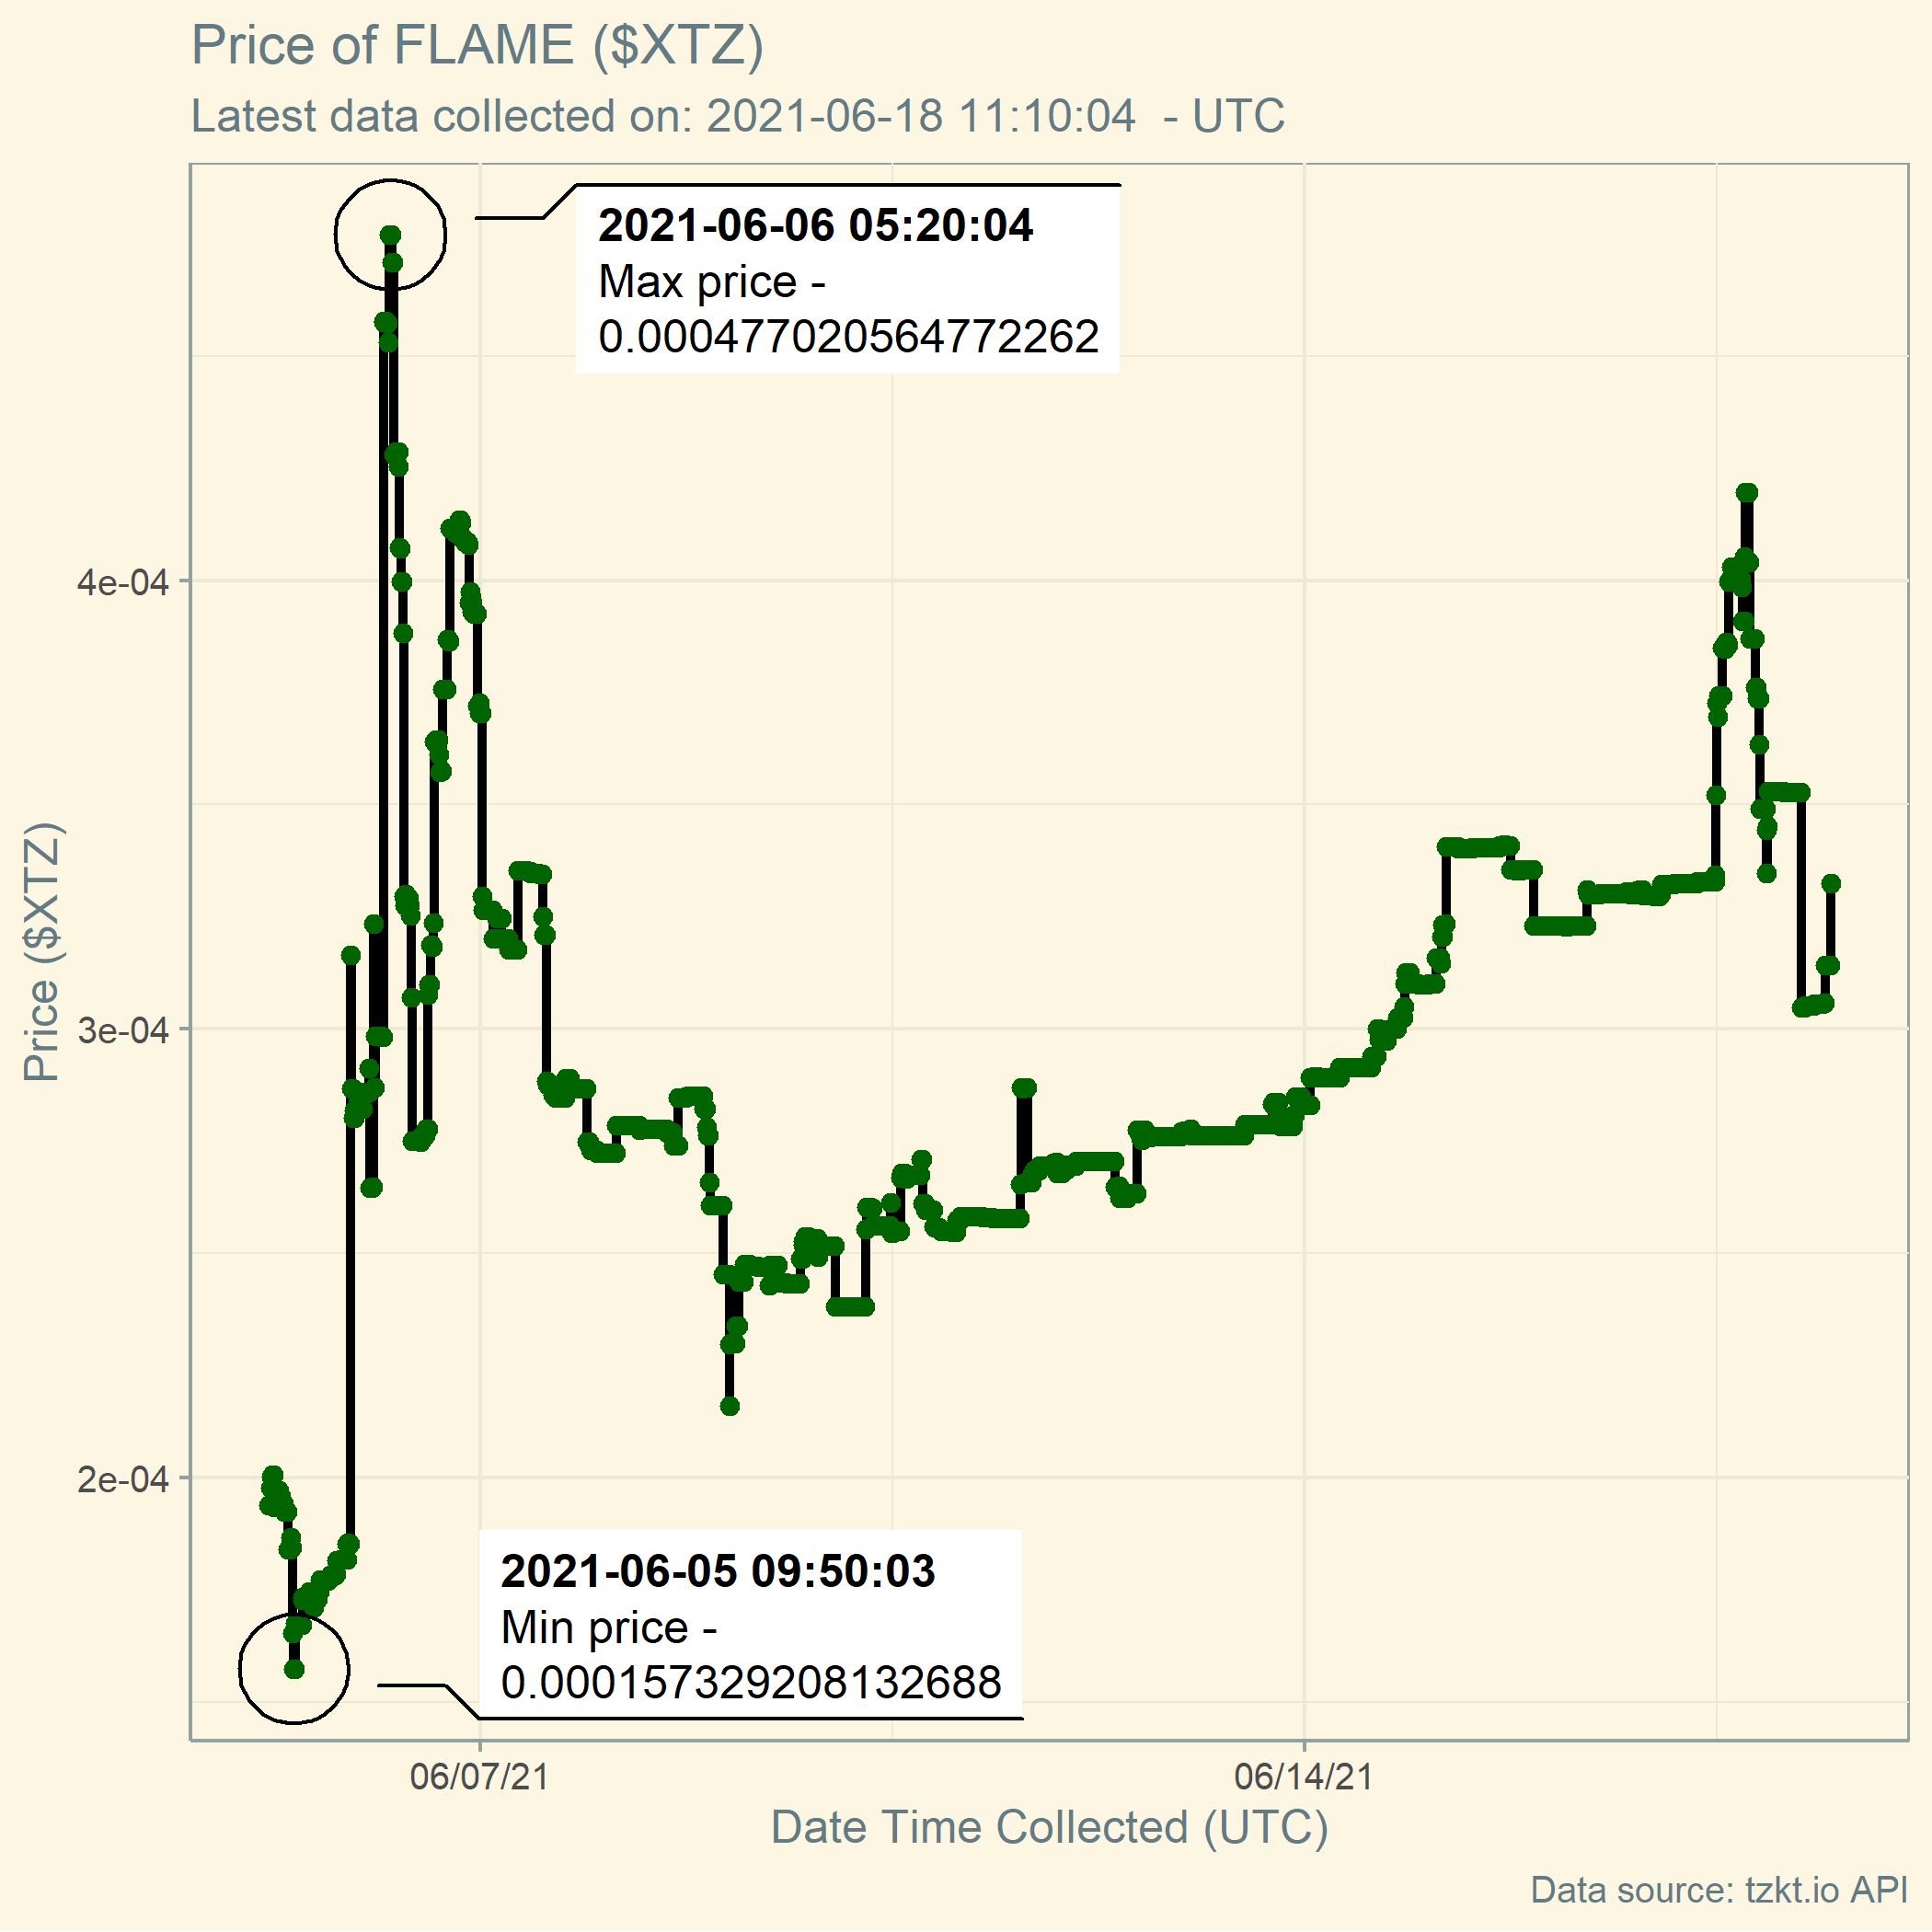 Price of FLAME ($XTZ)
Latest data collected on: 2021-06-18 11:10:04  - UTC
2021-06-06 05:20:04
Max price -
0.000477020564772262
4e-04
3e-04
2e-04
Price ($XTZ)
2021-06-05 09:50:03
Min price -
0.000157329208132688
06/07/21
06/14/21
Date Time Collected (UTC)
Data source: tzkt.io API